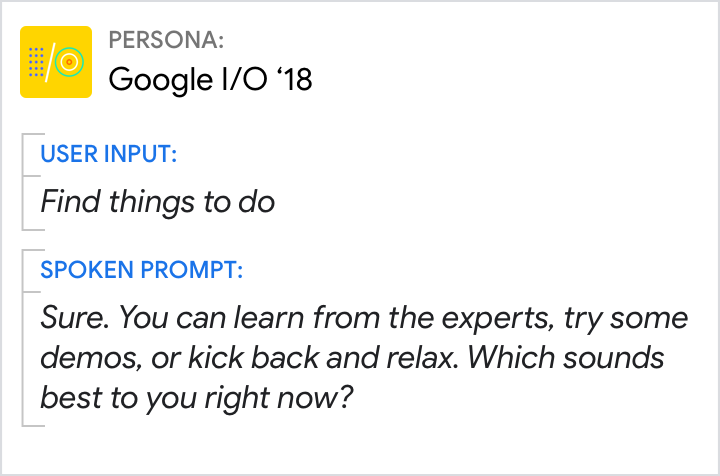 PERSONA:
Google I/O ‘18
USER INPUT:
Find things to do
SPOKEN PROMPT:
Sure. You can learn from the experts, try some
demos, or kick back and relax. Which sounds
best to you right now?